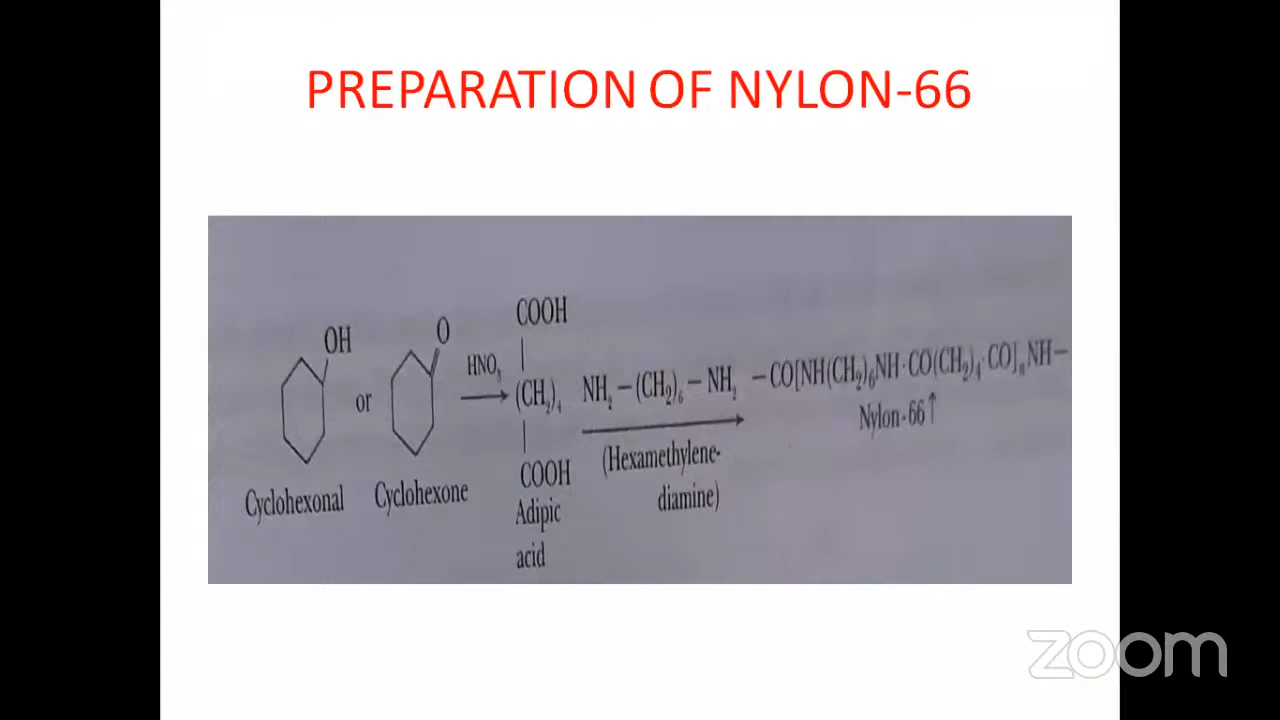 PREPARATION OF NYLON-66
COOH
OH
O
HNO₃
|
or
(CH₂)₄
NH₂ – (CH₂)₆ – NH₂
–CO[NH(CH₂)₆NH·CO(CH₂)₄·CO]ₙNH–
Nylon-66↑
|
COOH
(Hexamethylene-
diamine)
Cyclohexonal
Cyclohexone
Adipic
acid
zoom